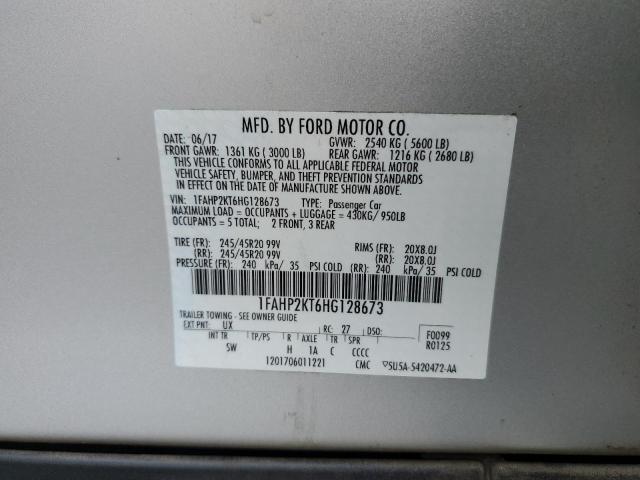 MFD. BY FORD MOTOR CO.
DATE: 06/17 GVWR: 2540 KG ( 5600 LB)
FRONT GAWR: 1361 KG ( 3000 LB) REAR GAWR: 1216 KG ( 2680 LB)
THIS VEHICLE CONFORMS TO ALL APPLICABLE FEDERAL MOTOR
VEHICLE SAFETY, BUMPER, AND THEFT PREVENTION STANDARDS
IN EFFECT ON THE DATE OF MANUFACTURE SHOWN ABOVE.
VIN: 1FAHP2KT6HG128673 TYPE: Passenger Car
MAXIMUM LOAD = OCCUPANTS + LUGGAGE = 430KG/ 950LB
OCCUPANTS = 5 TOTAL; 2 FRONT, 3 REAR
TIRE (FR): 245/45R20 99V RIMS (FR): 20X8.0J
(RR): 245/45R20 99V (RR): 20X8.0J
PRESSURE (FR): 240 kPa/ 35 PSI COLD (RR): 240 kPa/ 35 PSI COLD
1FAHP2KT6HG128673
TRAILER TOWING - SEE OWNER GUIDE
EXT PNT: UX RC: 27 DSO: F0099
INT TR TP/PS R AXLE TR SPR R0125
SW H 1A C CCCC
1201706011221 CMC 5U5A-5420472-AA